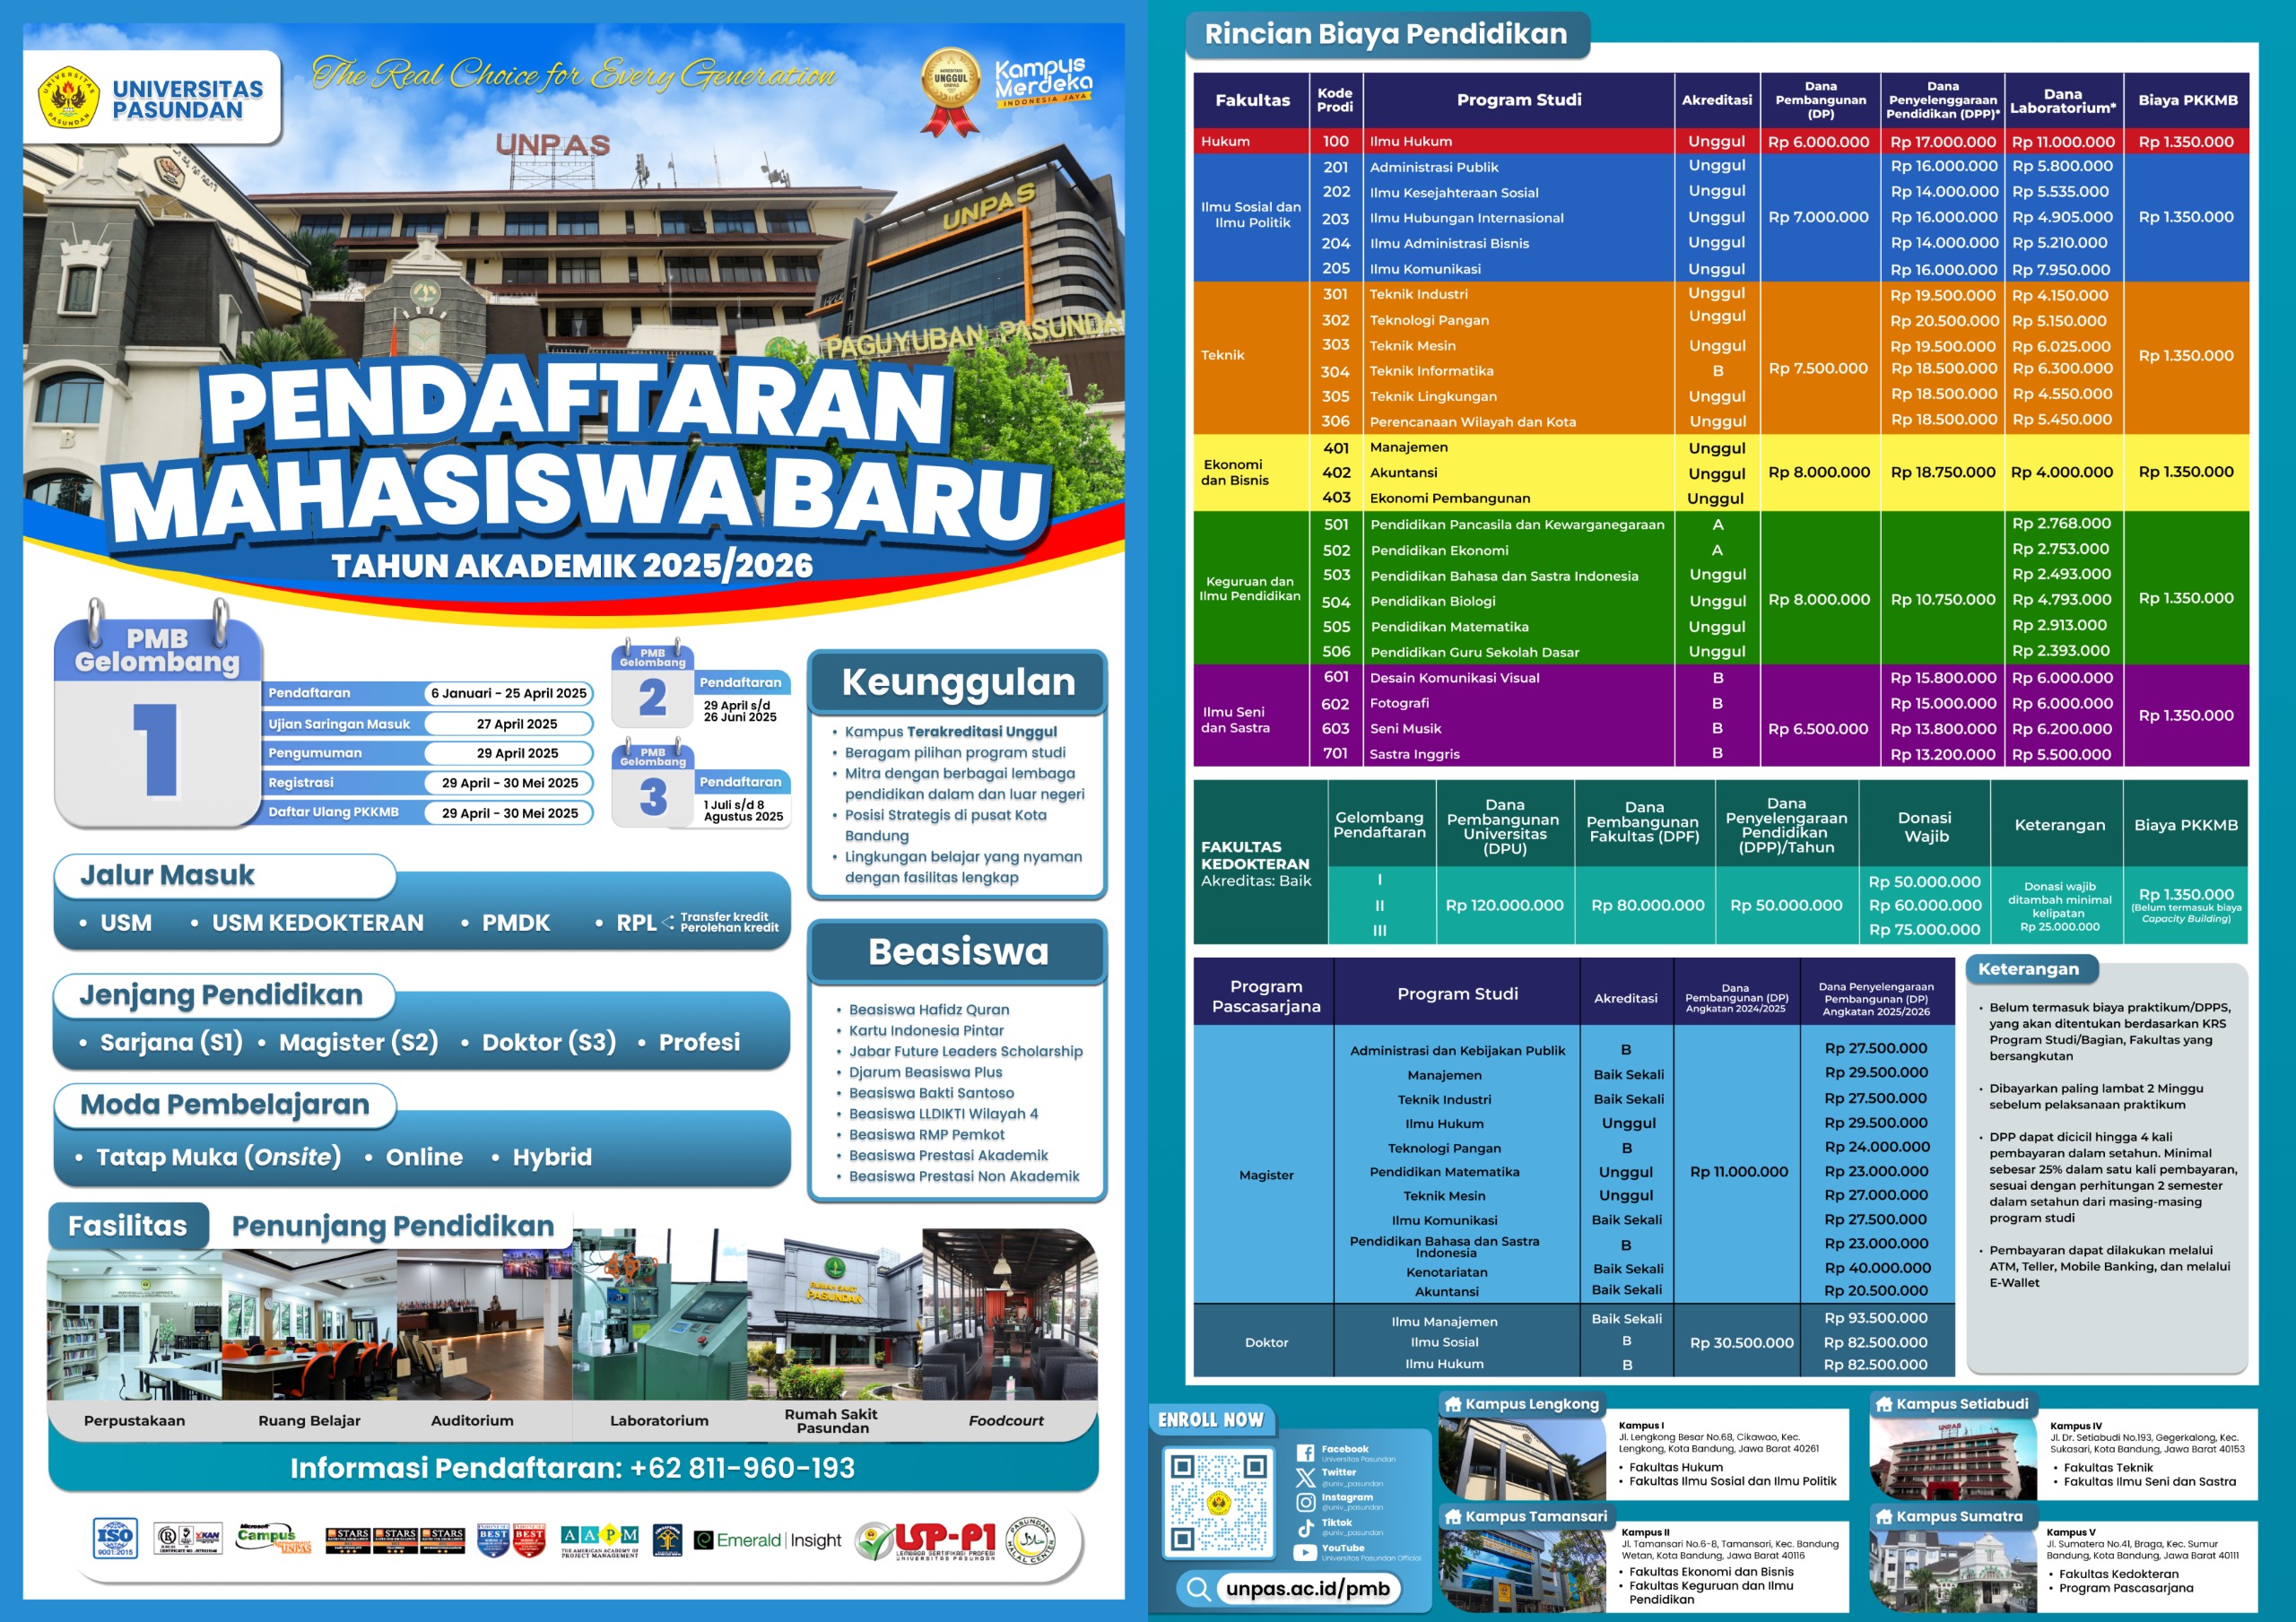 UNIVERSITAS
PASUNDAN
The Real Choice for Every Generation
UNGGUL
Kampus
Merdeka
INDONESIA JAYA
UNPAS
UNPAS
PAGUYUBAN PASUNDA
B
PENDAFTARAN
MAHASISWA BARU
TAHUN AKADEMIK 2025/2026
PMB
Gelombang
1
Pendaftaran 6 Januari - 25 April 2025
Ujian Saringan Masuk 27 April 2025
Pengumuman 29 April 2025
Registrasi 29 April - 30 Mei 2025
Daftar Ulang PKKMB 29 April - 30 Mei 2025
PMB
Gelombang
2
Pendaftaran
29 April s/d
26 Juni 2025
PMB
Gelombang
3
Pendaftaran
1 Juli s/d 8
Agustus 2025
Keunggulan
• Kampus Terakreditasi Unggul
• Beragam pilihan program studi
• Mitra dengan berbagai lembaga
pendidikan dalam dan luar negeri
• Posisi Strategis di pusat Kota
Bandung
• Lingkungan belajar yang nyaman
dengan fasilitas lengkap
Jalur Masuk
• USM • USM KEDOKTERAN • PMDK • RPL Transfer kredit
Perolehan kredit
Jenjang Pendidikan
• Sarjana (S1) • Magister (S2) • Doktor (S3) • Profesi
Moda Pembelajaran
• Tatap Muka (Onsite) • Online • Hybrid
Beasiswa
• Beasiswa Hafidz Quran
• Kartu Indonesia Pintar
• Jabar Future Leaders Scholarship
• Djarum Beasiswa Plus
• Beasiswa Bakti Santoso
• Beasiswa LLDIKTI Wilayah 4
• Beasiswa RMP Pemkot
• Beasiswa Prestasi Akademik
• Beasiswa Prestasi Non Akademik
Fasilitas Penunjang Pendidikan
RUMAH SAKIT
PASUNDAN
Perpustakaan
Ruang Belajar
Auditorium
Laboratorium
Rumah Sakit
Pasundan
Foodcourt
Informasi Pendaftaran: +62 811-960-193
ISO
9001:2015
KAN
Microsoft
Campus
UNPAS
STARS
STARS
STARS
BEST
BEST
AAPM
THE AMERICAN ACADEMY OF
PROJECT MANAGEMENT
Emerald Insight
LSP-P1
LEMBAGA SERTIFIKASI PROFESI
UNIVERSITAS PASUNDAN
PASUNDAN
HALAL CENTER
Rincian Biaya Pendidikan
Fakultas | Kode Prodi | Program Studi | Akreditasi | Dana Pembangunan (DP) | Dana Penyelenggaraan Pendidikan (DPP)* | Dana Laboratorium* | Biaya PKKMB
Hukum 100 Ilmu Hukum Unggul Rp 6.000.000 Rp 17.000.000 Rp 11.000.000 Rp 1.350.000
Ilmu Sosial dan
Ilmu Politik
201 Administrasi Publik Unggul Rp 16.000.000 Rp 5.800.000
202 Ilmu Kesejahteraan Sosial Unggul Rp 14.000.000 Rp 5.535.000
203 Ilmu Hubungan Internasional Unggul Rp 7.000.000 Rp 16.000.000 Rp 4.905.000 Rp 1.350.000
204 Ilmu Administrasi Bisnis Unggul Rp 14.000.000 Rp 5.210.000
205 Ilmu Komunikasi Unggul Rp 16.000.000 Rp 7.950.000
Teknik
301 Teknik Industri Unggul Rp 19.500.000 Rp 4.150.000
302 Teknologi Pangan Unggul Rp 20.500.000 Rp 5.150.000
303 Teknik Mesin Unggul Rp 19.500.000 Rp 6.025.000 Rp 1.350.000
304 Teknik Informatika B Rp 7.500.000 Rp 18.500.000 Rp 6.300.000
305 Teknik Lingkungan Unggul Rp 18.500.000 Rp 4.550.000
306 Perencanaan Wilayah dan Kota Unggul Rp 18.500.000 Rp 5.450.000
Ekonomi
dan Bisnis
401 Manajemen Unggul
402 Akuntansi Unggul Rp 8.000.000 Rp 18.750.000 Rp 4.000.000 Rp 1.350.000
403 Ekonomi Pembangunan Unggul
Keguruan dan
Ilmu Pendidikan
501 Pendidikan Pancasila dan Kewarganegaraan A Rp 2.768.000
502 Pendidikan Ekonomi A Rp 2.753.000
503 Pendidikan Bahasa dan Sastra Indonesia Unggul Rp 2.493.000
504 Pendidikan Biologi Unggul Rp 8.000.000 Rp 10.750.000 Rp 4.793.000 Rp 1.350.000
505 Pendidikan Matematika Unggul Rp 2.913.000
506 Pendidikan Guru Sekolah Dasar Unggul Rp 2.393.000
Ilmu Seni
dan Sastra
601 Desain Komunikasi Visual B Rp 15.800.000 Rp 6.000.000
602 Fotografi B Rp 15.000.000 Rp 6.000.000 Rp 1.350.000
603 Seni Musik B Rp 6.500.000 Rp 13.800.000 Rp 6.200.000
701 Sastra Inggris B Rp 13.200.000 Rp 5.500.000
FAKULTAS
KEDOKTERAN
Akreditas: Baik
Gelombang Pendaftaran | Dana Pembangunan Universitas (DPU) | Dana Pembangunan Fakultas (DPF) | Dana Penyelengaraan Pendidikan (DPP)/Tahun | Donasi Wajib | Keterangan | Biaya PKKMB
I Rp 50.000.000
II Rp 120.000.000 Rp 80.000.000 Rp 50.000.000 Rp 60.000.000
III Rp 75.000.000
Donasi wajib
ditambah minimal
kelipatan
Rp 25.000.000
Rp 1.350.000
(Belum termasuk biaya
Capacity Building)
Program Pascasarjana | Program Studi | Akreditasi | Dana Pembangunan (DP) Angkatan 2024/2025 | Dana Penyelengaraan Pembangunan (DP) Angkatan 2025/2026
Magister
Administrasi dan Kebijakan Publik B Rp 27.500.000
Manajemen Baik Sekali Rp 29.500.000
Teknik Industri Baik Sekali Rp 27.500.000
Ilmu Hukum Unggul Rp 29.500.000
Teknologi Pangan B Rp 24.000.000
Pendidikan Matematika Unggul Rp 11.000.000 Rp 23.000.000
Teknik Mesin Unggul Rp 27.000.000
Ilmu Komunikasi Baik Sekali Rp 27.500.000
Pendidikan Bahasa dan Sastra
Indonesia B Rp 23.000.000
Kenotariatan Baik Sekali Rp 40.000.000
Akuntansi Baik Sekali Rp 20.500.000
Doktor
Ilmu Manajemen Baik Sekali Rp 93.500.000
Ilmu Sosial B Rp 30.500.000 Rp 82.500.000
Ilmu Hukum B Rp 82.500.000
Keterangan
• Belum termasuk biaya praktikum/DPPS,
yang akan ditentukan berdasarkan KRS
Program Studi/Bagian, Fakultas yang
bersangkutan
• Dibayarkan paling lambat 2 Minggu
sebelum pelaksanaan praktikum
• DPP dapat dicicil hingga 4 kali
pembayaran dalam setahun. Minimal
sebesar 25% dalam satu kali pembayaran,
sesuai dengan perhitungan 2 semester
dalam setahun dari masing-masing
program studi
• Pembayaran dapat dilakukan melalui
ATM, Teller, Mobile Banking, dan melalui
E-Wallet
ENROLL NOW
Facebook
Universitas Pasundan
Twitter
@univ_pasundan
Instagram
@univ_pasundan
Tiktok
@univ_pasundan
YouTube
Universitas Pasundan Official
unpas.ac.id/pmb
Kampus Lengkong
Kampus I
Jl. Lengkong Besar No.68, Cikawao, Kec.
Lengkong, Kota Bandung, Jawa Barat 40261
• Fakultas Hukum
• Fakultas Ilmu Sosial dan Ilmu Politik
Kampus Setiabudi
UNPAS
Kampus IV
Jl. Dr. Setiabudi No.193, Gegerkalong, Kec.
Sukasari, Kota Bandung, Jawa Barat 40153
• Fakultas Teknik
• Fakultas Ilmu Seni dan Sastra
Kampus Tamansari
Kampus II
Jl. Tamansari No.6-8, Tamansari, Kec. Bandung
Wetan, Kota Bandung, Jawa Barat 40116
• Fakultas Ekonomi dan Bisnis
• Fakultas Keguruan dan Ilmu
Pendidikan
Kampus Sumatra
Kampus V
Jl. Sumatera No.41, Braga, Kec. Sumur
Bandung, Kota Bandung, Jawa Barat 40111
• Fakultas Kedokteran
• Program Pascasarjana